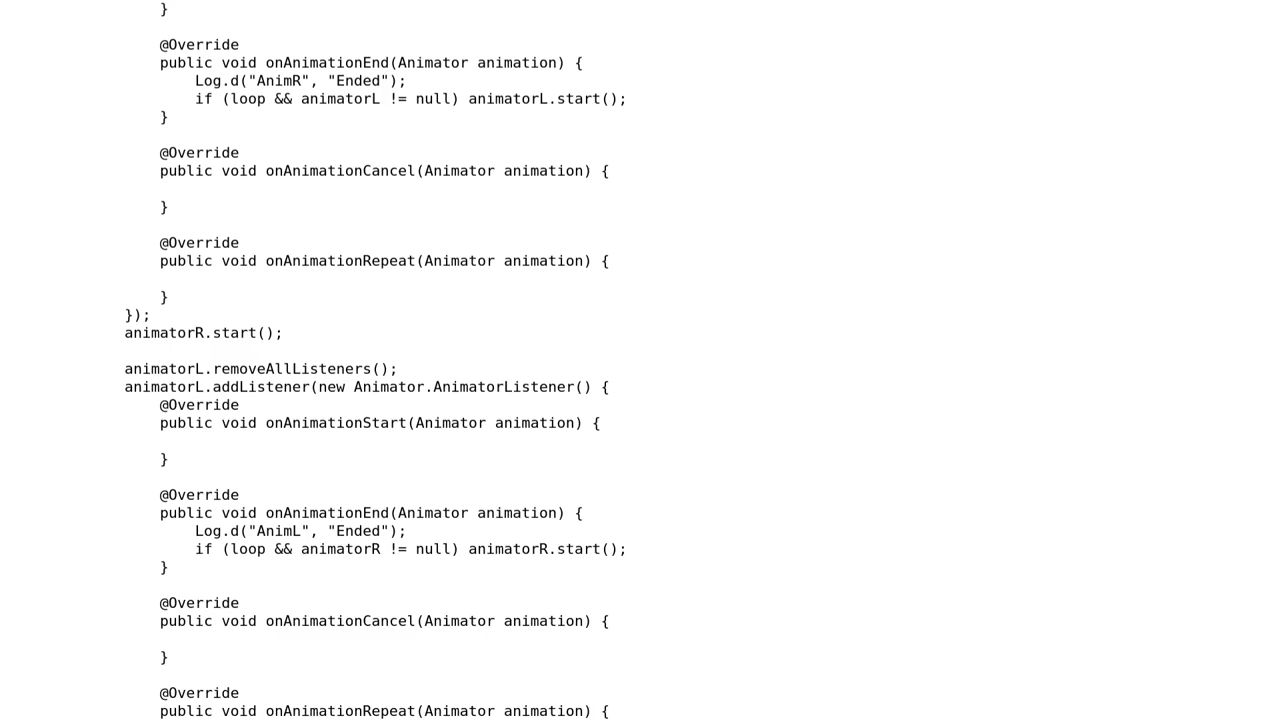 }
@Override
public void onAnimationEnd(Animator animation) {
Log.d("AnimR", "Ended");
if (loop && animatorL != null) animatorL.start();
}
@Override
public void onAnimationCancel(Animator animation) {
}
@Override
public void onAnimationRepeat(Animator animation) {
}
});
animatorR.start();
animatorL.removeAllListeners();
animatorL.addListener(new Animator.AnimatorListener() {
@Override
public void onAnimationStart(Animator animation) {
}
@Override
public void onAnimationEnd(Animator animation) {
Log.d("AnimL", "Ended");
if (loop && animatorR != null) animatorR.start();
}
@Override
public void onAnimationCancel(Animator animation) {
}
@Override
public void onAnimationRepeat(Animator animation) {